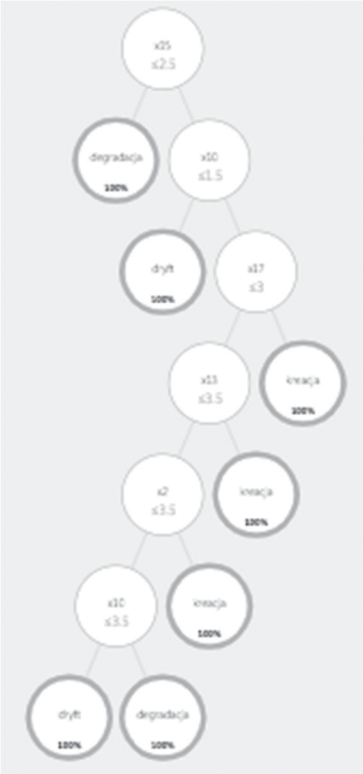 x15
≤2.5
degradacja
100%
x10
≤1.5
dryft
100%
x17
≤3
x13
≤3.5
kreacja
100%
x2
≤3.5
kreacja
100%
x10
≤3.5
kreacja
100%
dryft
100%
degradacja
100%